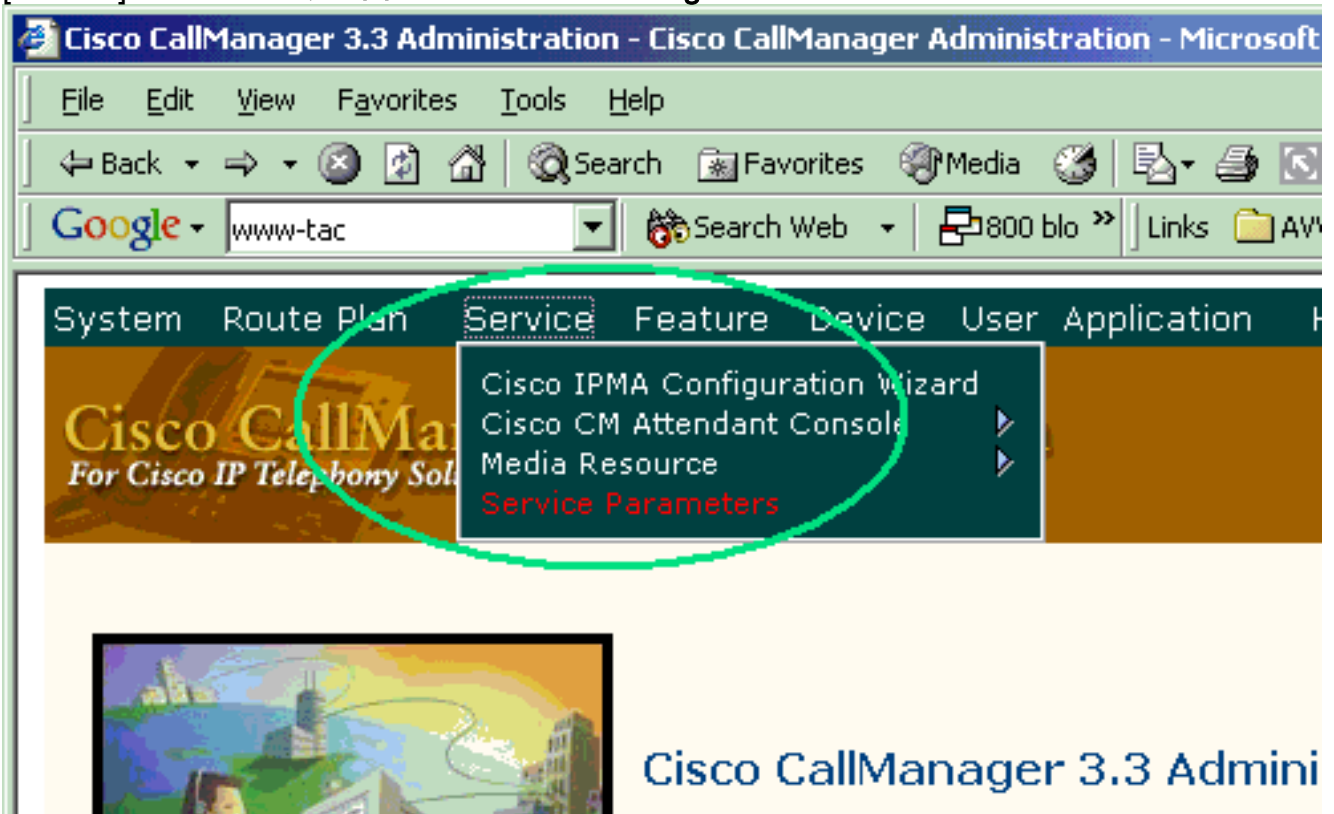 Cisco CallManager 3.3 Administration - Cisco CallManager Administration - Microsoft
File Edit View Favorites Tools Help
Back Search Favorites Media
Google www-tac Search Web 800 blo » Links
System Route Plan Service Feature Device User Application
Cisco IPMA Configuration Wizard
Cisco CM Attendant Console
Media Resource
Service Parameters
Cisco CallMa
For Cisco IP Telephony Sol
Cisco CallManager 3.3 Admini